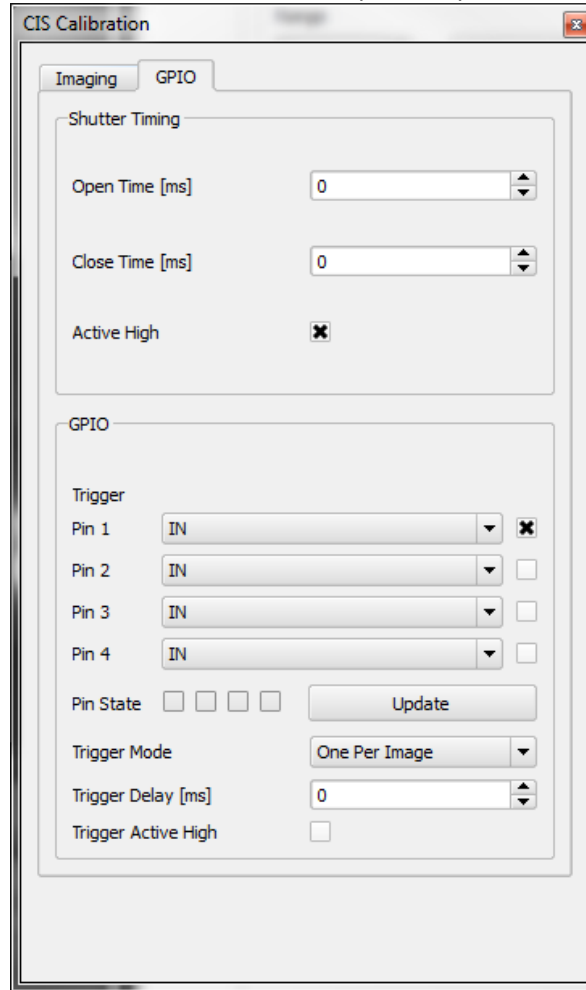 CIS Calibration
Imaging GPIO
Shutter Timing
Open Time [ms] 0
Close Time [ms] 0
Active High
GPIO
Trigger
Pin 1 IN
Pin 2 IN
Pin 3 IN
Pin 4 IN
Pin State Update
Trigger Mode One Per Image
Trigger Delay [ms] 0
Trigger Active High